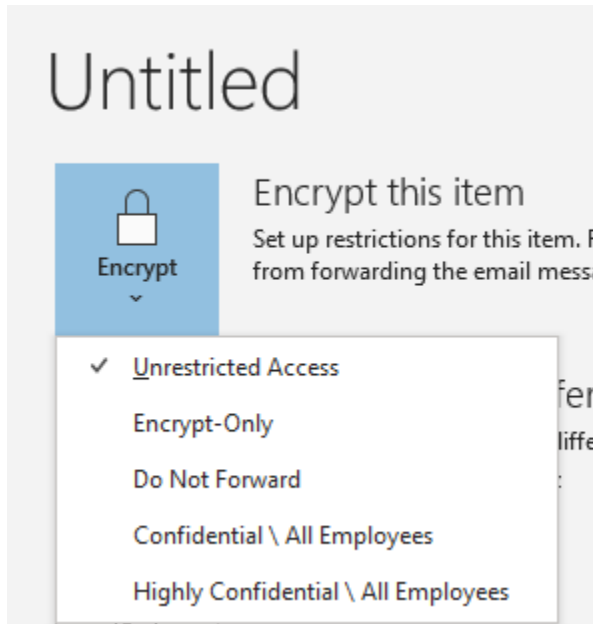 Untitled
Encrypt
Encrypt this item
Set up restrictions for this item.
from forwarding the email
Unrestricted Access
Encrypt-Only
Do Not Forward
Confidential \ All Employees
Highly Confidential \ All Employees